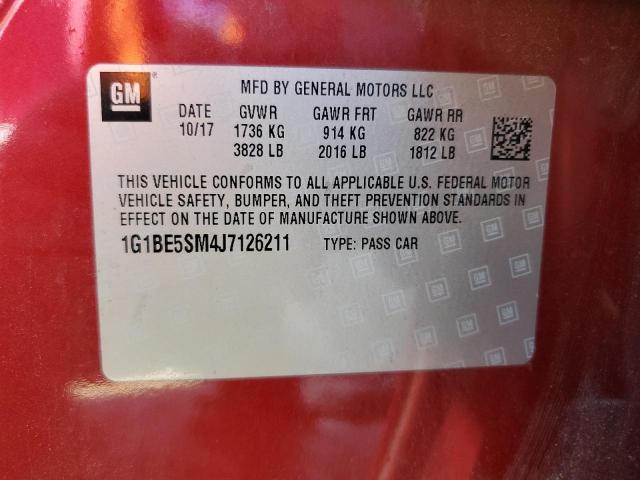 GM ® MFD BY GENERAL MOTORS LLC
DATE GVWR GAWR FRT GAWR RR
10/17 1736 KG 914 KG 822 KG
3828 LB 2016 LB 1812 LB
THIS VEHICLE CONFORMS TO ALL APPLICABLE U.S. FEDERAL MOTOR
VEHICLE SAFETY, BUMPER, AND THEFT PREVENTION STANDARDS IN
EFFECT ON THE DATE OF MANUFACTURE SHOWN ABOVE.
1G1BE5SM4J7126211 TYPE: PASS CAR